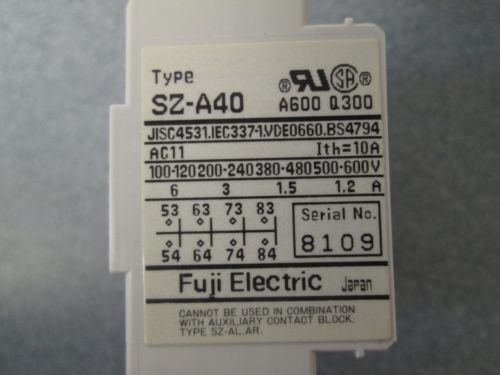 Type
SZ-A40
® RU ® SA ®
A600 Q300
JISC4531.IEC337-1.VDE0660.BS4794
AC11 Ith=10A
100-120 200-240 380-480 500-600V
6 3 1.5 1.2 A
53 63 73 83
54 64 74 84
Serial No.
8109
Fuji Electric Japan
CANNOT BE USED IN COMBINATION
WITH AUXILIARY CONTACT BLOCK.
TYPE SZ-AL.AR.